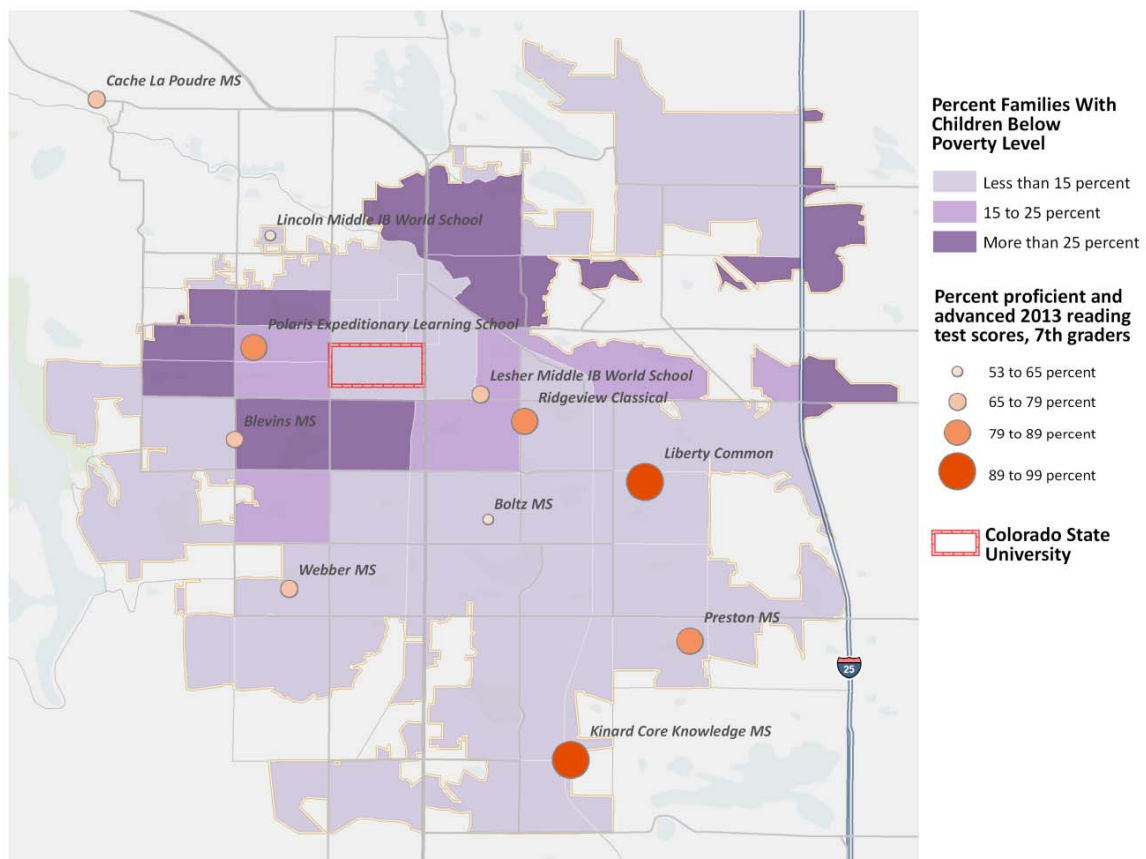 Cache La Poudre MS
Lincoln Middle IB World School
Polaris Expeditionary Learning School
Lesher Middle IB World School
Ridgeview Classical
Blevins MS
Liberty Common
Boltz MS
Webber MS
Preston MS
25
Kinard Core Knowledge MS
Percent Families With
Children Below
Poverty Level
Less than 15 percent
15 to 25 percent
More than 25 percent
Percent proficient and
advanced 2013 reading
test scores, 7th graders
53 to 65 percent
65 to 79 percent
79 to 89 percent
89 to 99 percent
Colorado State
University